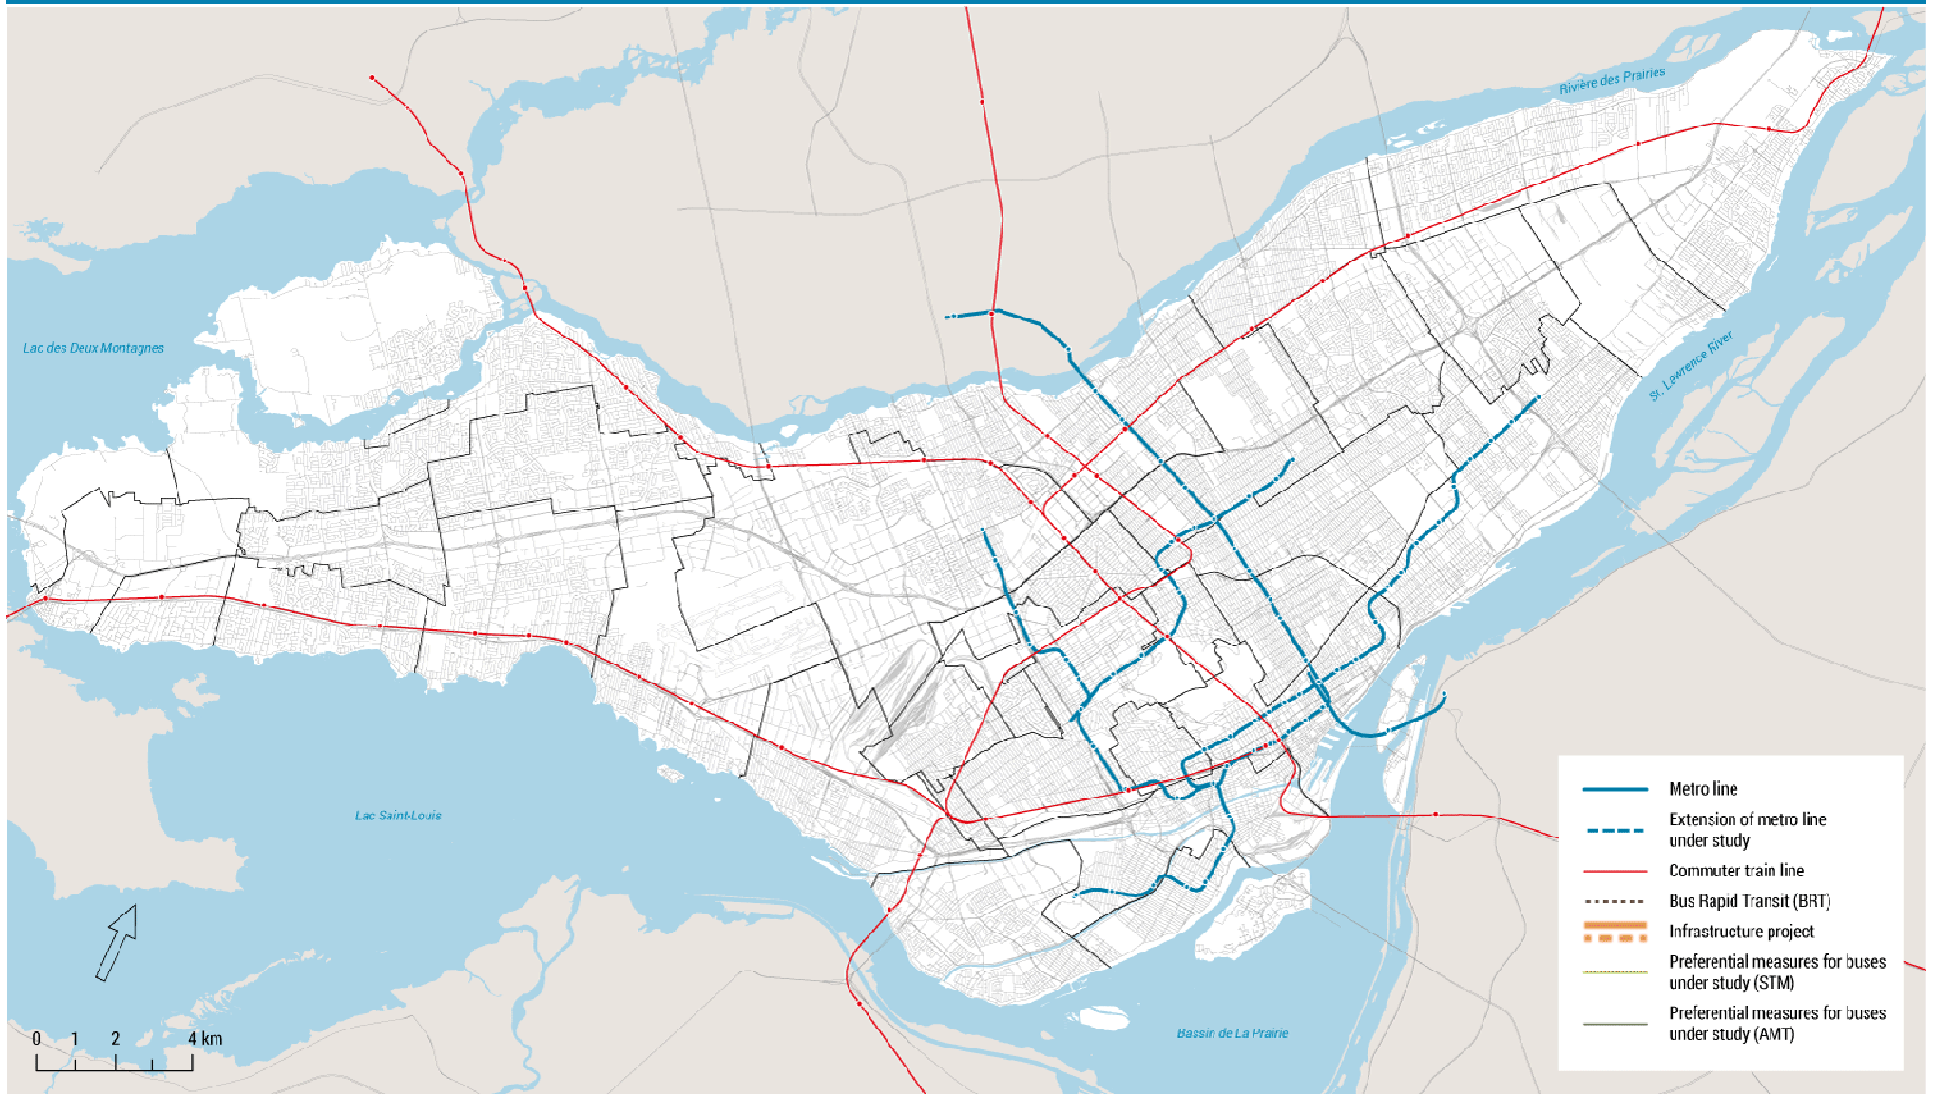 Rivière des Prairies
Lac des Deux Montagnes
St. Lawrence River
Lac Saint-Louis
Bassin de La Prairie
0 1 2 4 km
Metro line
Extension of metro line
under study
Commuter train line
Bus Rapid Transit (BRT)
Infrastructure project
Preferential measures for buses
under study (STM)
Preferential measures for buses
under study (AMT)